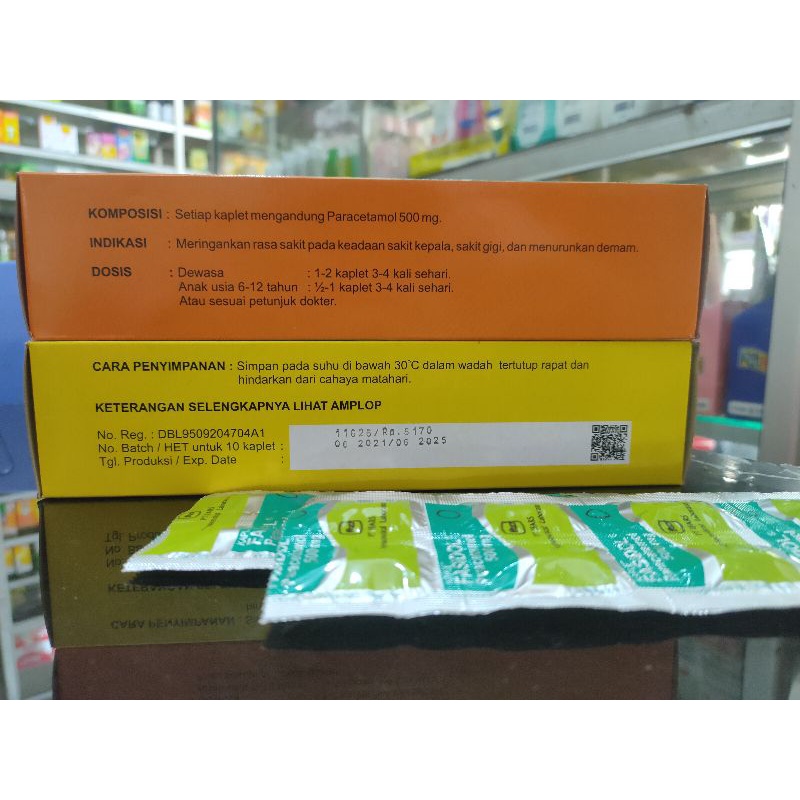 KOMPOSISI : Setiap kaplet mengandung Paracetamol 500 mg.
INDIKASI : Meringankan rasa sakit pada keadaan sakit kepala, sakit gigi, dan menurunkan demam.
DOSIS : Dewasa : 1-2 kaplet 3-4 kali sehari.
Anak usia 6-12 tahun : ½-1 kaplet 3-4 kali sehari.
Atau sesuai petunjuk dokter.
CARA PENYIMPANAN : Simpan pada suhu di bawah 30°C dalam wadah tertutup rapat dan
hindarkan dari cahaya matahari.
KETERANGAN SELENGKAPNYA LIHAT AMPLOP
No. Reg. : DBL9509204704A1
No. Batch / HET untuk 10 kaplet : 11625/Rp.5170
Tgl. Produksi / Exp. Date : 06 2021/06 2025